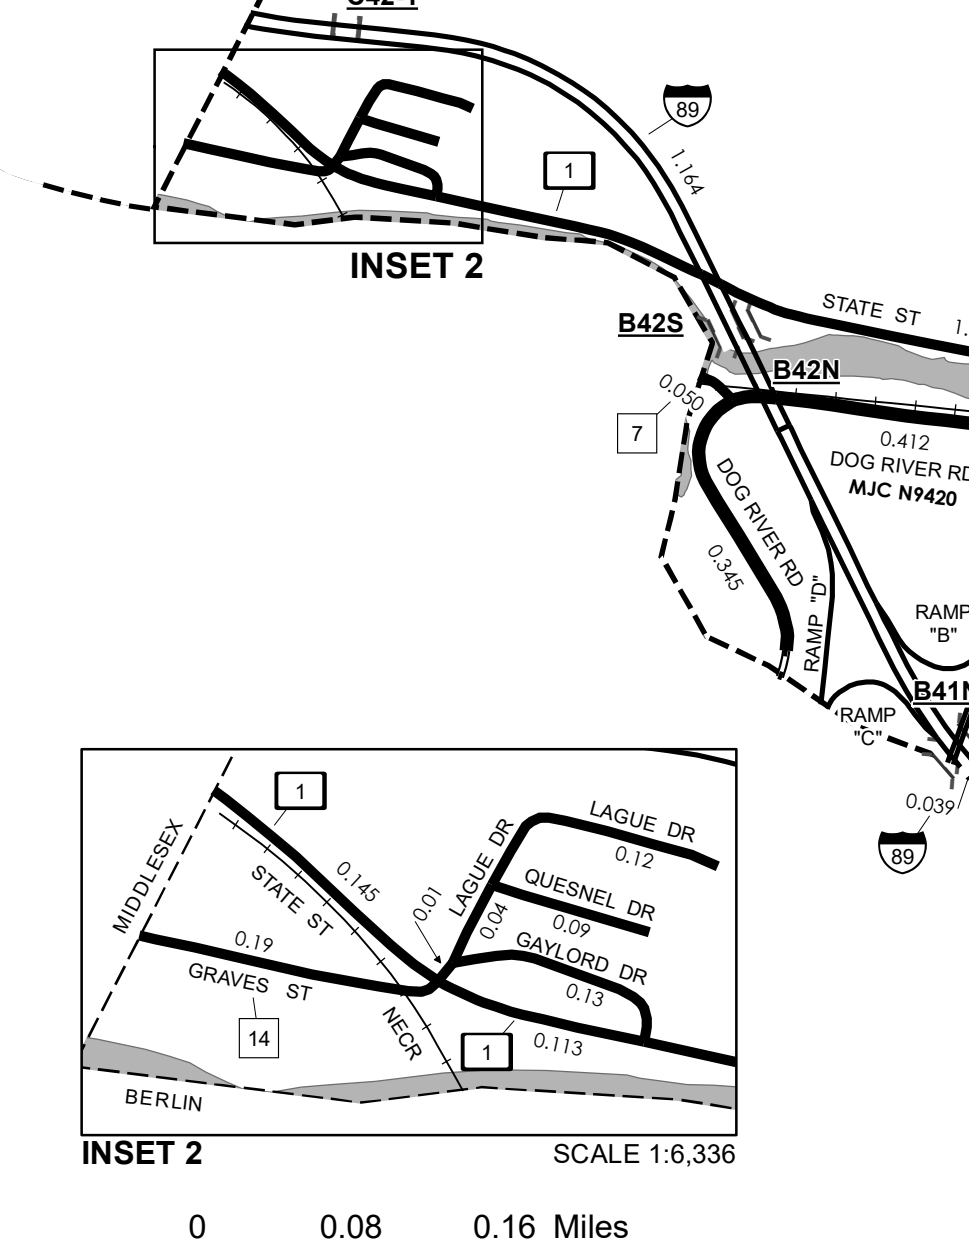 89
1.164
1
INSET 2
B42S
STATE ST
1.
B42N
0.050
7
0.412
DOG RIVER RD
MJC N9420
DOG RIVER RD
0.345
RAMP "D"
RAMP
"B"
B41N
RAMP
"C"
0.039
89
1
MIDDLESEX
LAGUE DR
LAGUE DR
0.12
0.145
STATE ST
QUESNEL DR
0.01
0.04
0.09
0.19
GAYLORD DR
GRAVES ST
0.13
14
NECR
1
0.113
BERLIN
INSET 2
SCALE 1:6,336
0 0.08 0.16 Miles